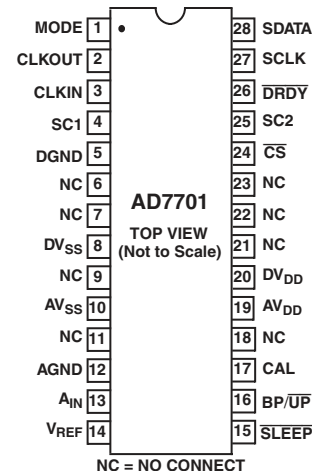 MODE 1
CLKOUT 2
CLKIN 3
SC1 4
DGND 5
NC 6
NC 7
DVSS 8
NC 9
AVSS 10
NC 11
AGND 12
AIN 13
VREF 14
AD7701
TOP VIEW
(Not to Scale)
28 SDATA
27 SCLK
26 DRDY
25 SC2
24 CS
23 NC
22 NC
21 NC
20 DVDD
19 AVDD
18 NC
17 CAL
16 BP/UP
15 SLEEP
NC = NO CONNECT